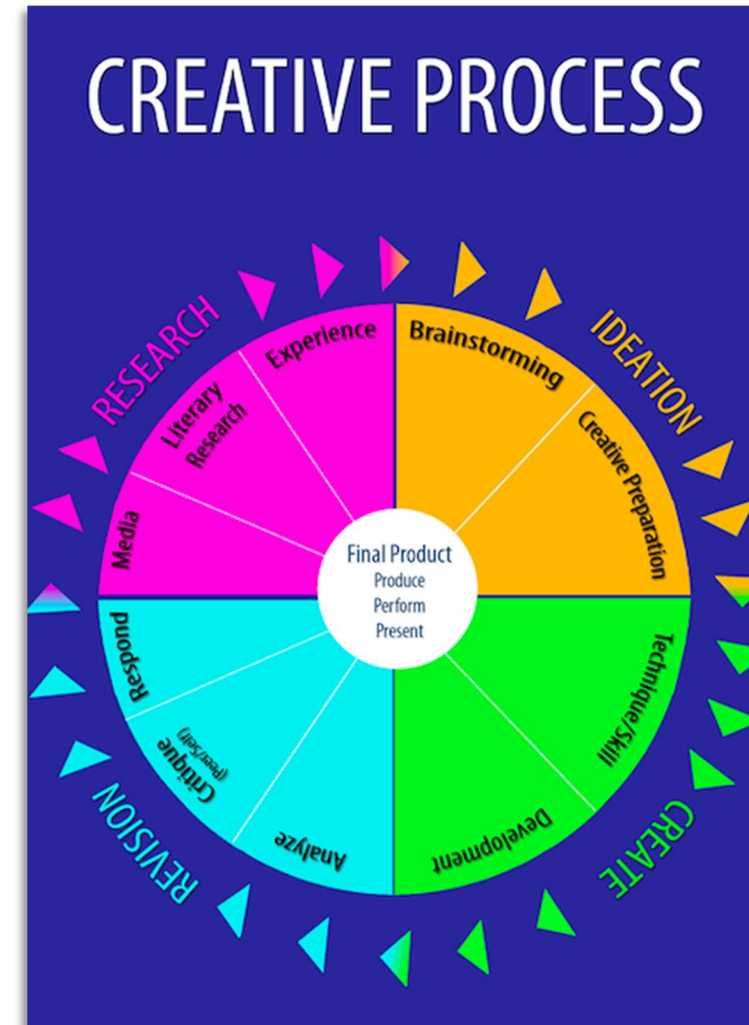 CREATIVE PROCESS
RESEARCH
IDEATION
Experience
Brainstorming
Literary
Research
Creative Preparation
Media
Final Product
Produce
Perform
Present
Respond
Technique/Skill
Critique
(Peer/Self)
Analyze
Development
REVISION
CREATE